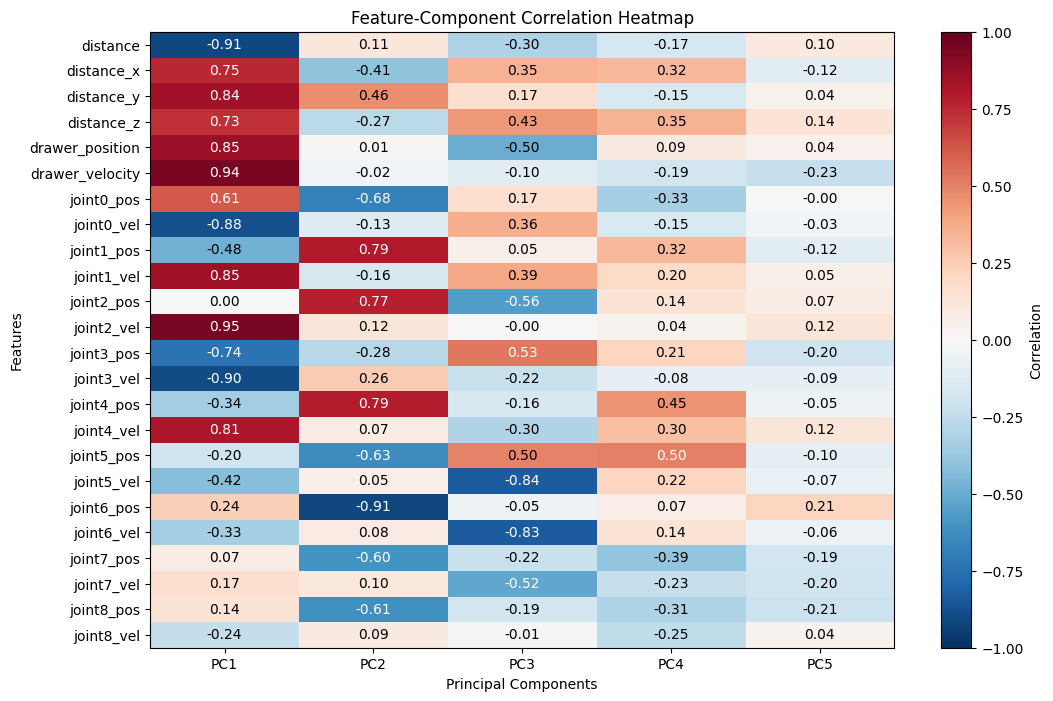 Feature-Component Correlation Heatmap
distance -0.91 0.11 -0.30 -0.17 0.10
distance_x 0.75 -0.41 0.35 0.32 -0.12
distance_y 0.84 0.46 0.17 -0.15 0.04
distance_z 0.73 -0.27 0.43 0.35 0.14
drawer_position 0.85 0.01 -0.50 0.09 0.04
drawer_velocity 0.94 -0.02 -0.10 -0.19 -0.23
joint0_pos 0.61 -0.68 0.17 -0.33 -0.00
joint0_vel -0.88 -0.13 0.36 -0.15 -0.03
joint1_pos -0.48 0.79 0.05 0.32 -0.12
joint1_vel 0.85 -0.16 0.39 0.20 0.05
joint2_pos 0.00 0.77 -0.56 0.14 0.07
joint2_vel 0.95 0.12 -0.00 0.04 0.12
joint3_pos -0.74 -0.28 0.53 0.21 -0.20
joint3_vel -0.90 0.26 -0.22 -0.08 -0.09
joint4_pos -0.34 0.79 -0.16 0.45 -0.05
joint4_vel 0.81 0.07 -0.30 0.30 0.12
joint5_pos -0.20 -0.63 0.50 0.50 -0.10
joint5_vel -0.42 0.05 -0.84 0.22 -0.07
joint6_pos 0.24 -0.91 -0.05 0.07 0.21
joint6_vel -0.33 0.08 -0.83 0.14 -0.06
joint7_pos 0.07 -0.60 -0.22 -0.39 -0.19
joint7_vel 0.17 0.10 -0.52 -0.23 -0.20
joint8_pos 0.14 -0.61 -0.19 -0.31 -0.21
joint8_vel -0.24 0.09 -0.01 -0.25 0.04
PC1 PC2 PC3 PC4 PC5
Principal Components
Features
1.00
0.75
0.50
0.25
0.00
−0.25
−0.50
−0.75
−1.00
Correlation